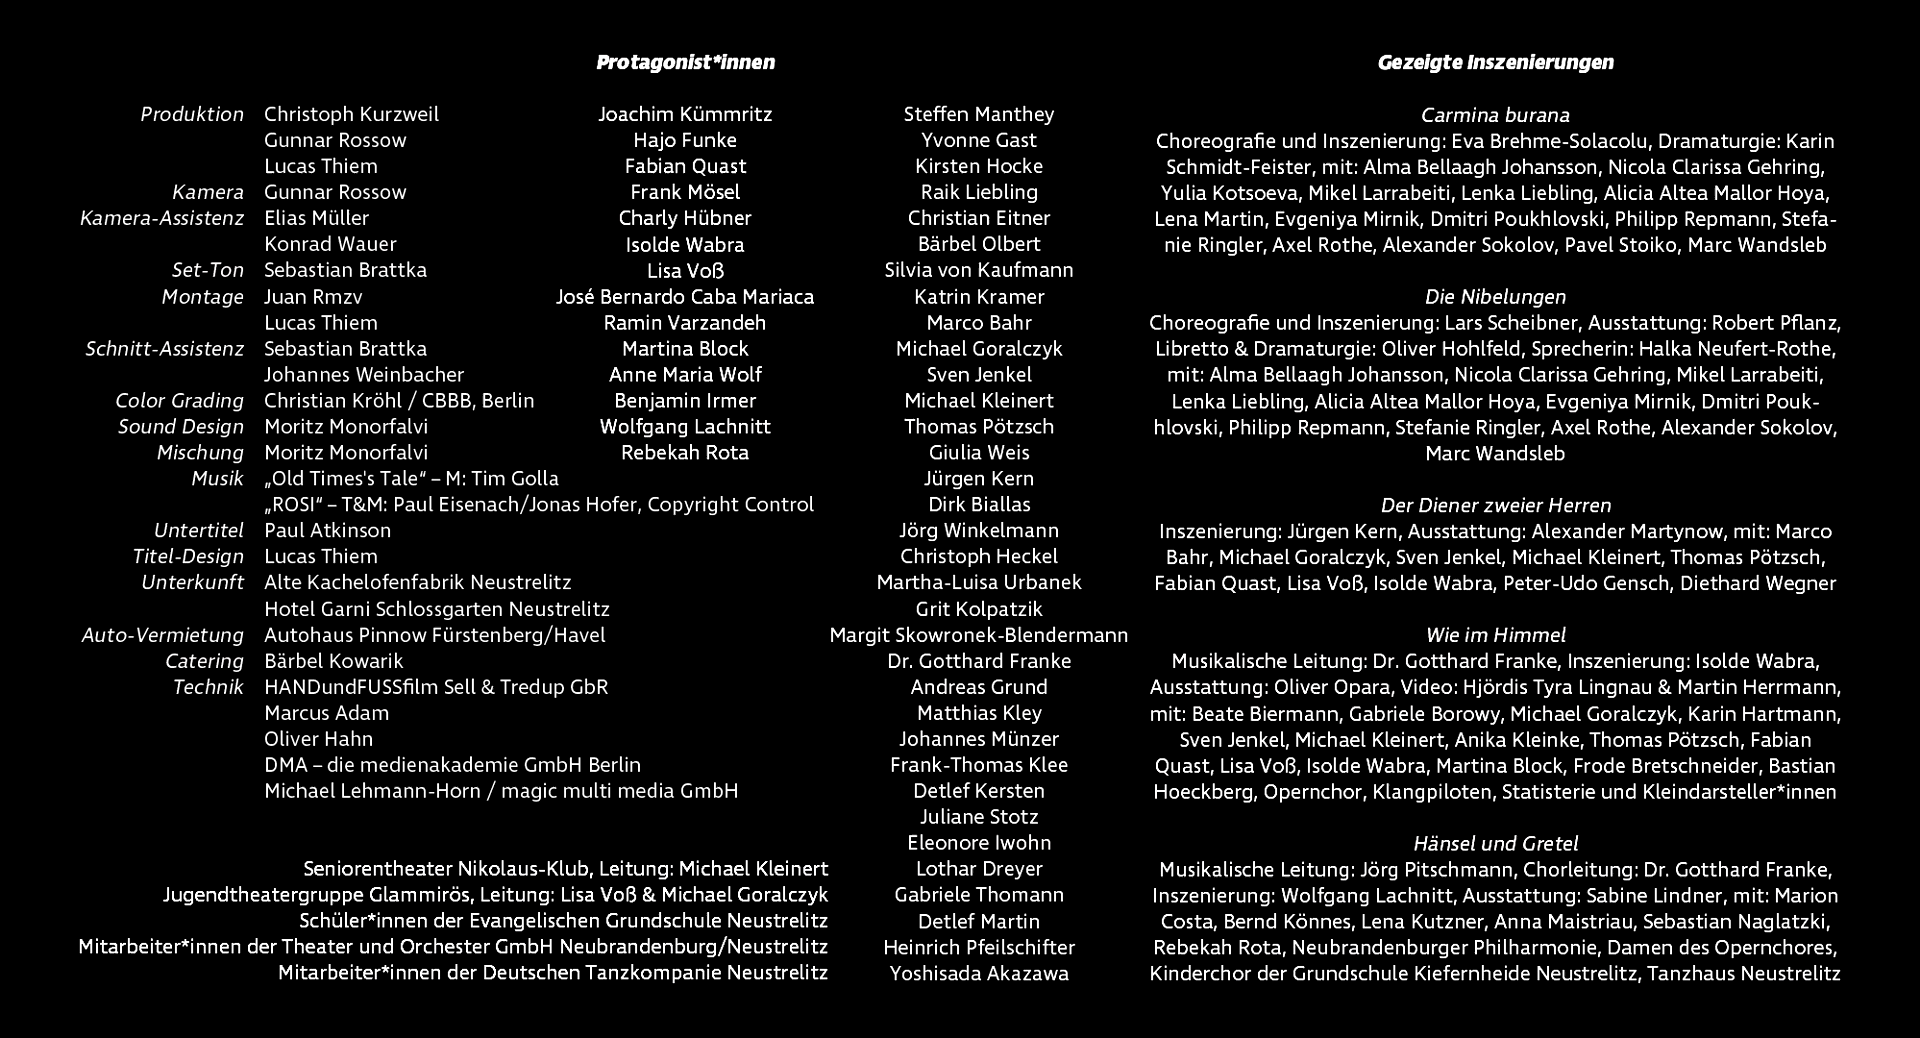 Protagonist*innen
Produktion Christoph Kurzweil
Gunnar Rossow
Lucas Thiem
Kamera Gunnar Rossow
Kamera-Assistenz Elias Müller
Konrad Wauer
Set-Ton Sebastian Brattka
Montage Juan Rmzv
Lucas Thiem
Schnitt-Assistenz Sebastian Brattka
Johannes Weinbacher
Color Grading Christian Kröhl / CBBB, Berlin
Sound Design Moritz Monorfalvi
Mischung Moritz Monorfalvi
Musik „Old Times's Tale“ – M: Tim Golla
„ROSI“ – T&M: Paul Eisenach/Jonas Hofer, Copyright Control
Untertitel Paul Atkinson
Titel-Design Lucas Thiem
Unterkunft Alte Kachelofenfabrik Neustrelitz
Hotel Garni Schlossgarten Neustrelitz
Auto-Vermietung Autohaus Pinnow Fürstenberg/Havel
Catering Bärbel Kowarik
Technik HANDundFUSSfilm Sell & Tredup GbR
Marcus Adam
Oliver Hahn
DMA – die medienakademie GmbH Berlin
Michael Lehmann-Horn / magic multi media GmbH
Joachim Kümmritz
Hajo Funke
Fabian Quast
Frank Mösel
Charly Hübner
Isolde Wabra
Lisa Voß
José Bernardo Caba Mariaca
Ramin Varzandeh
Martina Block
Anne Maria Wolf
Benjamin Irmer
Wolfgang Lachnitt
Rebekah Rota
Seniorentheater Nikolaus-Klub, Leitung: Michael Kleinert
Jugendtheatergruppe Glammirös, Leitung: Lisa Voß & Michael Goralczyk
Schüler*innen der Evangelischen Grundschule Neustrelitz
Mitarbeiter*innen der Theater und Orchester GmbH Neubrandenburg/Neustrelitz
Mitarbeiter*innen der Deutschen Tanzkompanie Neustrelitz
Steffen Manthey
Yvonne Gast
Kirsten Hocke
Raik Liebling
Christian Eitner
Bärbel Olbert
Silvia von Kaufmann
Katrin Kramer
Marco Bahr
Michael Goralczyk
Sven Jenkel
Michael Kleinert
Thomas Pötzsch
Giulia Weis
Jürgen Kern
Dirk Biallas
Jörg Winkelmann
Christoph Heckel
Martha-Luisa Urbanek
Grit Kolpatzik
Margit Skowronek-Blendermann
Dr. Gotthard Franke
Andreas Grund
Matthias Kley
Johannes Münzer
Frank-Thomas Klee
Detlef Kersten
Juliane Stotz
Eleonore Iwohn
Lothar Dreyer
Gabriele Thomann
Detlef Martin
Heinrich Pfeilschifter
Yoshisada Akazawa
Gezeigte Inszenierungen
Carmina burana
Choreografie und Inszenierung: Eva Brehme-Solacolu, Dramaturgie: Karin
Schmidt-Feister, mit: Alma Bellaagh Johansson, Nicola Clarissa Gehring,
Yulia Kotsoeva, Mikel Larrabeiti, Lenka Liebling, Alicia Altea Mallor Hoya,
Lena Martin, Evgeniya Mirnik, Dmitri Poukhlovski, Philipp Repmann, Stefa-
nie Ringler, Axel Rothe, Alexander Sokolov, Pavel Stoiko, Marc Wandsleb
Die Nibelungen
Choreografie und Inszenierung: Lars Scheibner, Ausstattung: Robert Pflanz,
Libretto & Dramaturgie: Oliver Hohlfeld, Sprecherin: Halka Neufert-Rothe,
mit: Alma Bellaagh Johansson, Nicola Clarissa Gehring, Mikel Larrabeiti,
Lenka Liebling, Alicia Altea Mallor Hoya, Evgeniya Mirnik, Dmitri Pouk-
hlovski, Philipp Repmann, Stefanie Ringler, Axel Rothe, Alexander Sokolov,
Marc Wandsleb
Der Diener zweier Herren
Inszenierung: Jürgen Kern, Ausstattung: Alexander Martynow, mit: Marco
Bahr, Michael Goralczyk, Sven Jenkel, Michael Kleinert, Thomas Pötzsch,
Fabian Quast, Lisa Voß, Isolde Wabra, Peter-Udo Gensch, Diethard Wegner
Wie im Himmel
Musikalische Leitung: Dr. Gotthard Franke, Inszenierung: Isolde Wabra,
Ausstattung: Oliver Opara, Video: Hjördis Tyra Lingnau & Martin Herrmann,
mit: Beate Biermann, Gabriele Borowy, Michael Goralczyk, Karin Hartmann,
Sven Jenkel, Michael Kleinert, Anika Kleinke, Thomas Pötzsch, Fabian
Quast, Lisa Voß, Isolde Wabra, Martina Block, Frode Bretschneider, Bastian
Hoeckberg, Opernchor, Klangpiloten, Statisterie und Kleindarsteller*innen
Hänsel und Gretel
Musikalische Leitung: Jörg Pitschmann, Chorleitung: Dr. Gotthard Franke,
Inszenierung: Wolfgang Lachnitt, Ausstattung: Sabine Lindner, mit: Marion
Costa, Bernd Könnes, Lena Kutzner, Anna Maistriau, Sebastian Naglatzki,
Rebekah Rota, Neubrandenburger Philharmonie, Damen des Opernchores,
Kinderchor der Grundschule Kiefernheide Neustrelitz, Tanzhaus Neustrelitz